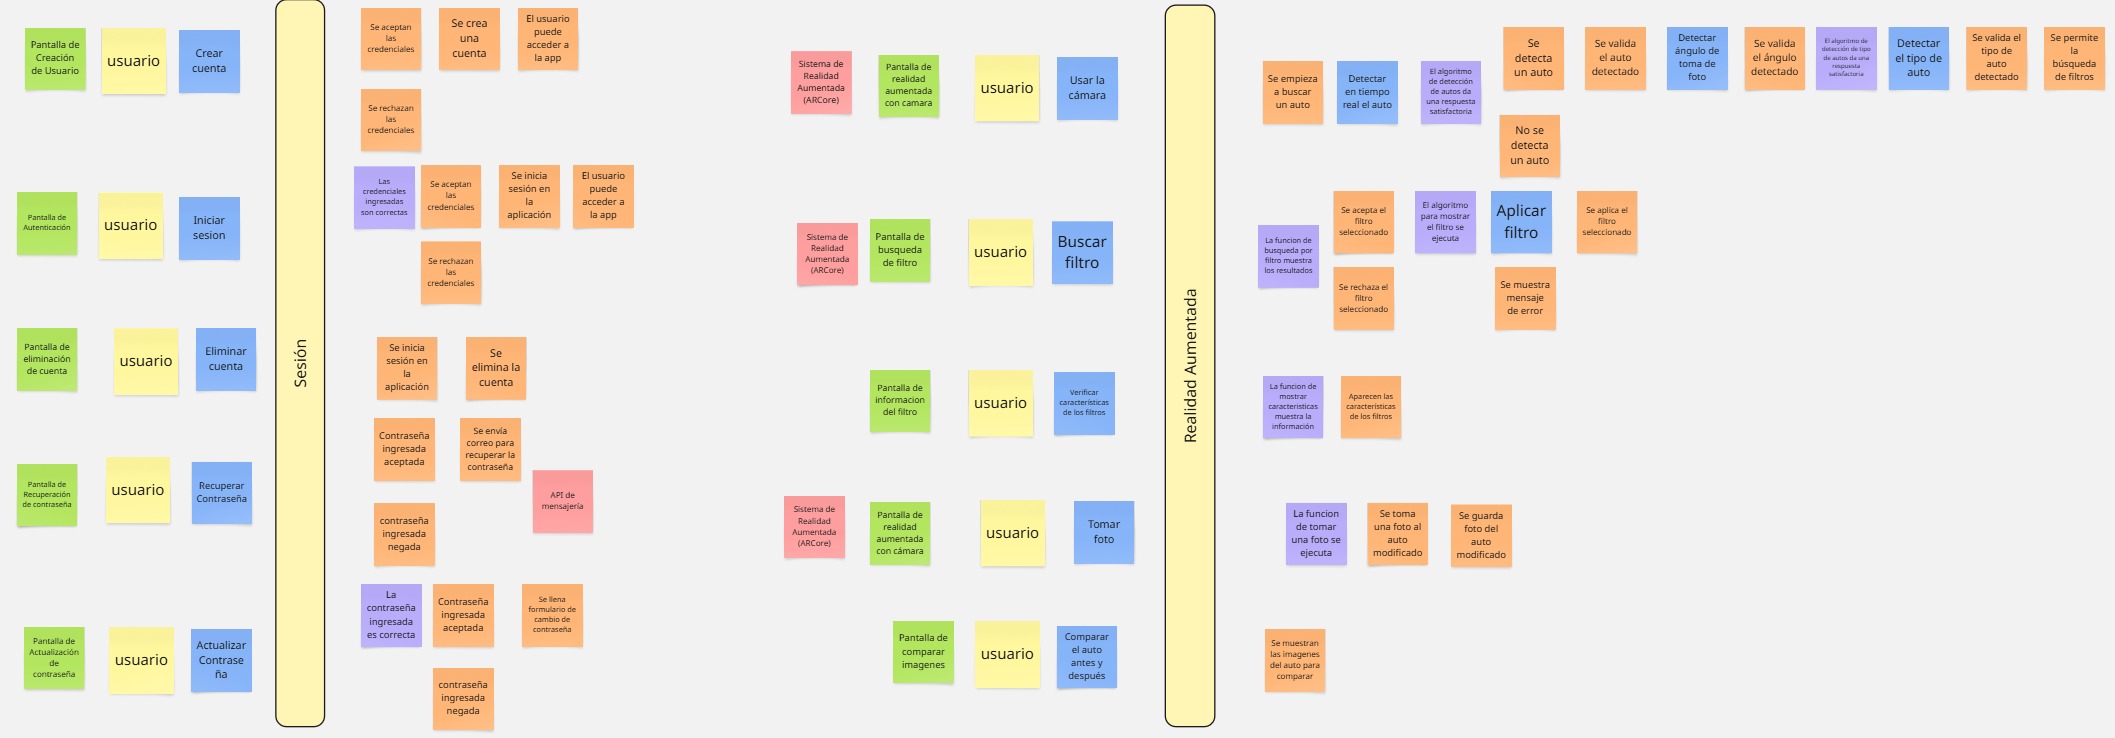 Pantalla de
Creación
de Usuario
usuario
Crear
cuenta
Pantalla de
Autenticación
usuario
Iniciar
sesion
Pantalla de
eliminación
de cuenta
usuario
Eliminar
cuenta
Pantalla de
Recuperación
de contraseña
usuario
Recuperar
Contraseña
Pantalla de
Actualización
de
contraseña
usuario
Actualizar
Contrase
ña
Sesión
Se aceptan
las
credenciales
Se crea
una
cuenta
El usuario
puede
acceder a
la app
Se rechazan
las
credenciales
Las
credenciales
ingresadas
son correctas
Se aceptan
las
credenciales
Se inicia
sesión en
la
aplicación
El usuario
puede
acceder a
la app
Se rechazan
las
credenciales
Se inicia
sesión en
la
aplicación
Se
elimina la
cuenta
Contraseña
ingresada
aceptada
Se envía
correo para
recuperar la
contraseña
API de
mensajería
contraseña
ingresada
negada
La
contraseña
ingresada
es correcta
Contraseña
ingresada
aceptada
Se llena
formulario de
cambio de
contraseña
contraseña
ingresada
negada
Sistema de
Realidad
Aumentada
(ARCore)
Pantalla de
realidad
aumentada
con camara
usuario
Usar la
cámara
Sistema de
Realidad
Aumentada
(ARCore)
Pantalla de
busqueda
de filtro
usuario
Buscar
filtro
Pantalla de
informacion
del filtro
usuario
Verificar
características
de los filtros
Sistema de
Realidad
Aumentada
(ARCore)
Pantalla de
realidad
aumentada
con cámara
usuario
Tomar
foto
Pantalla de
comparar
imagenes
usuario
Comparar
el auto
antes y
después
Realidad Aumentada
Se empieza
a buscar
un auto
Detectar
en tiempo
real el auto
El algoritmo
de detección
de autos da
una respuesta
satisfactoria
Se
detecta
un auto
Se valida
el auto
detectado
Detectar
ángulo de
toma de
foto
Se valida
el ángulo
detectado
El algoritmo de
detección de tipo
de autos da una
respuesta
satisfactoria
Detectar
el tipo de
auto
Se valida el
tipo de
auto
detectado
Se permite
la
búsqueda
de filtros
No se
detecta
un auto
La funcion de
busqueda por
filtro muestra
los resultados
Se acepta el
filtro
seleccionado
El algoritmo
para mostrar
el filtro se
ejecuta
Aplicar
filtro
Se aplica el
filtro
seleccionado
Se rechaza el
filtro
seleccionado
Se muestra
mensaje
de error
La funcion de
mostrar
caracteristicas
muestra la
información
Aparecen las
características
de los filtros
La funcion
de tomar
una foto se
ejecuta
Se toma
una foto al
auto
modificado
Se guarda
foto del
auto
modificado
Se muestran
las imagenes
del auto para
comparar